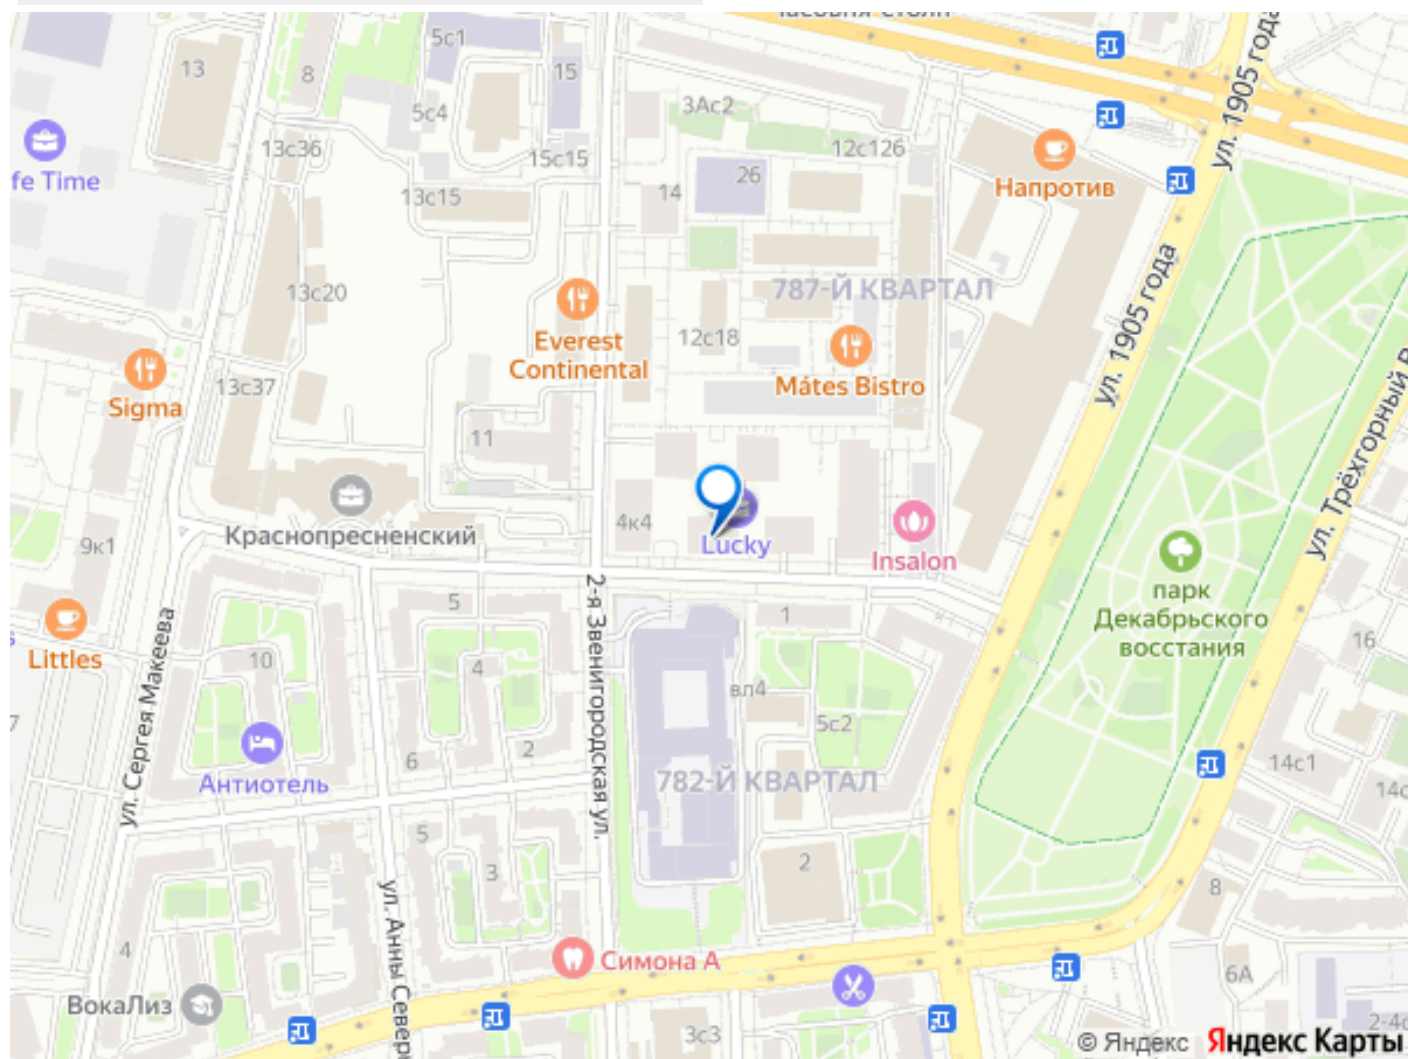 5с1
ул. 1905 года
13
8
15
3Ас2
5с4
fe Time
13с36
15с15
12с126
Напротив
13с15
14
26
13с20
787-Й КВАРТАЛ
ул. 1905 года
Everest
Continental
12с18
Mátes Bistro
Sigma
13с37
11
Краснопресненский
4к4
Lucky
Insalon
9к1
ул. Трёхгорный
парк
Декабрьского
восстания
Littles
ул. Сергея Макеева
5
10
4
2-я Звенигородская ул.
1
16
вл4
5с2
6
2
Антиотель
782-Й КВАРТАЛ
14с1
14с
5
3
2
8
4
ул. Анны Север
Симона А
6А
ВокаЛиз
3с3
2-4
© Яндекс Яндекс Карты